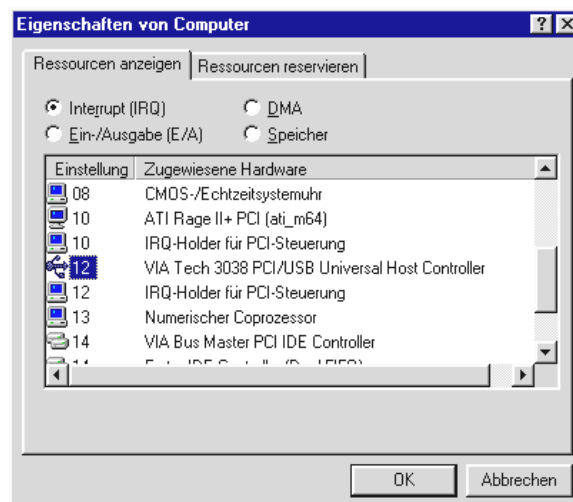 Eigenschaften von Computer
Ressourcen anzeigen
Ressourcen reservieren
Interrupt (IRQ)
DMA
Ein-/Ausgabe (E/A)
Speicher
Einstellung Zugewiesene Hardware
08 CMOS-/Echtzeitsystemuhr
10 ATI Rage II+ PCI (ati_m64)
10 IRQ-Holder für PCI-Steuerung
12 VIA Tech 3038 PCI/USB Universal Host Controller
12 IRQ-Holder für PCI-Steuerung
13 Numerischer Coprozessor
14 VIA Bus Master PCI IDE Controller
OK
Abbrechen